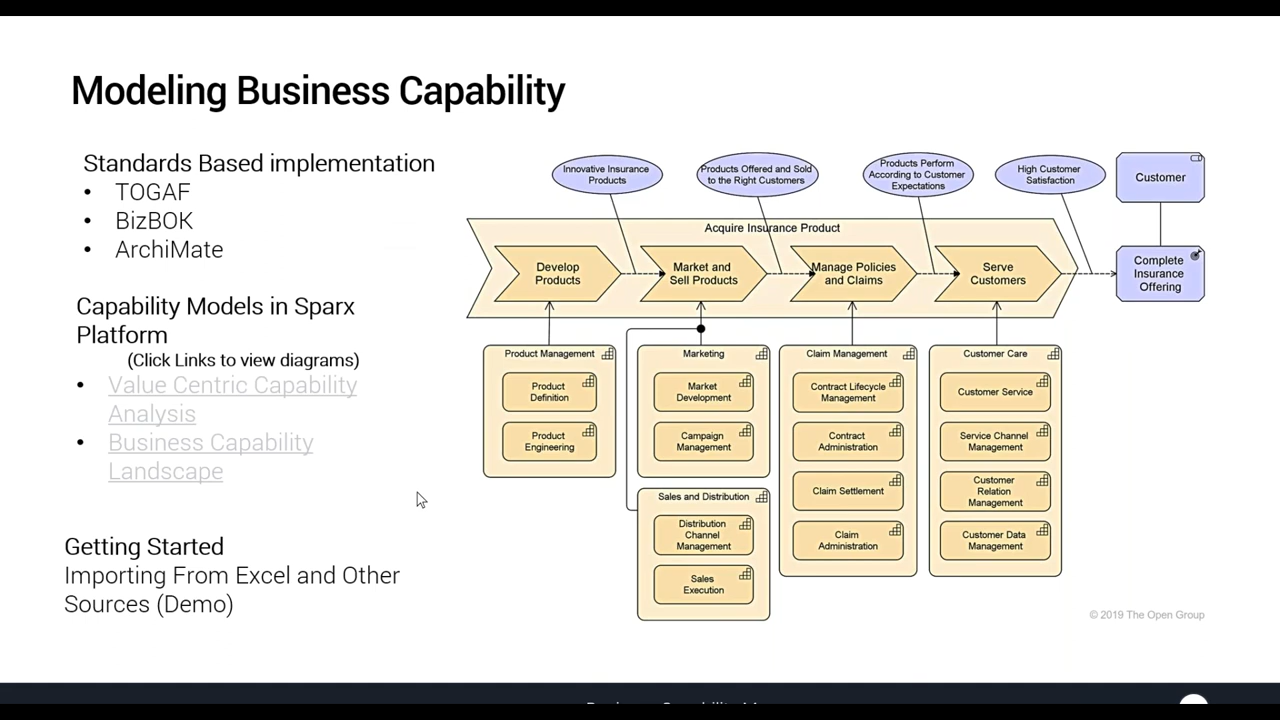 Modeling Business Capability
Standards Based implementation
• TOGAF
• BizBOK
• ArchiMate
Capability Models in Sparx
Platform
(Click Links to view diagrams)
• Value Centric Capability
Analysis
• Business Capability
Landscape
Getting Started
Importing From Excel and Other
Sources (Demo)
Innovative Insurance
Products
Products Offered and Sold
to the Right Customers
Products Perform
According to Customer
Expectations
High Customer
Satisfaction
Customer
Acquire Insurance Product
Develop
Products
Market and
Sell Products
Manage Policies
and Claims
Serve
Customers
Complete
Insurance
Offering
Product Management
Product
Definition
Product
Engineering
Marketing
Market
Development
Campaign
Management
Sales and Distribution
Distribution
Channel
Management
Sales
Execution
Claim Management
Contract Lifecycle
Management
Contract
Administration
Claim Settlement
Claim
Administration
Customer Care
Customer Service
Service Channel
Management
Customer
Relation
Management
Customer Data
Management
© 2019 The Open Group